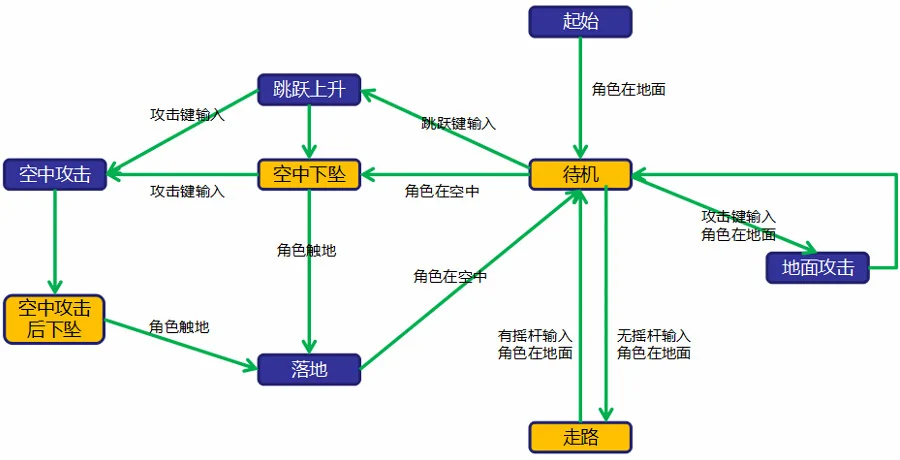 起始
角色在地面
跳跃上升
攻击键输入
跳跃键输入
空中攻击
攻击键输入
空中下坠
角色在空中
待机
攻击键输入
角色在地面
地面攻击
角色触地
角色在空中
空中攻击
后下坠
角色触地
落地
有摇杆输入
角色在地面
无摇杆输入
角色在地面
走路